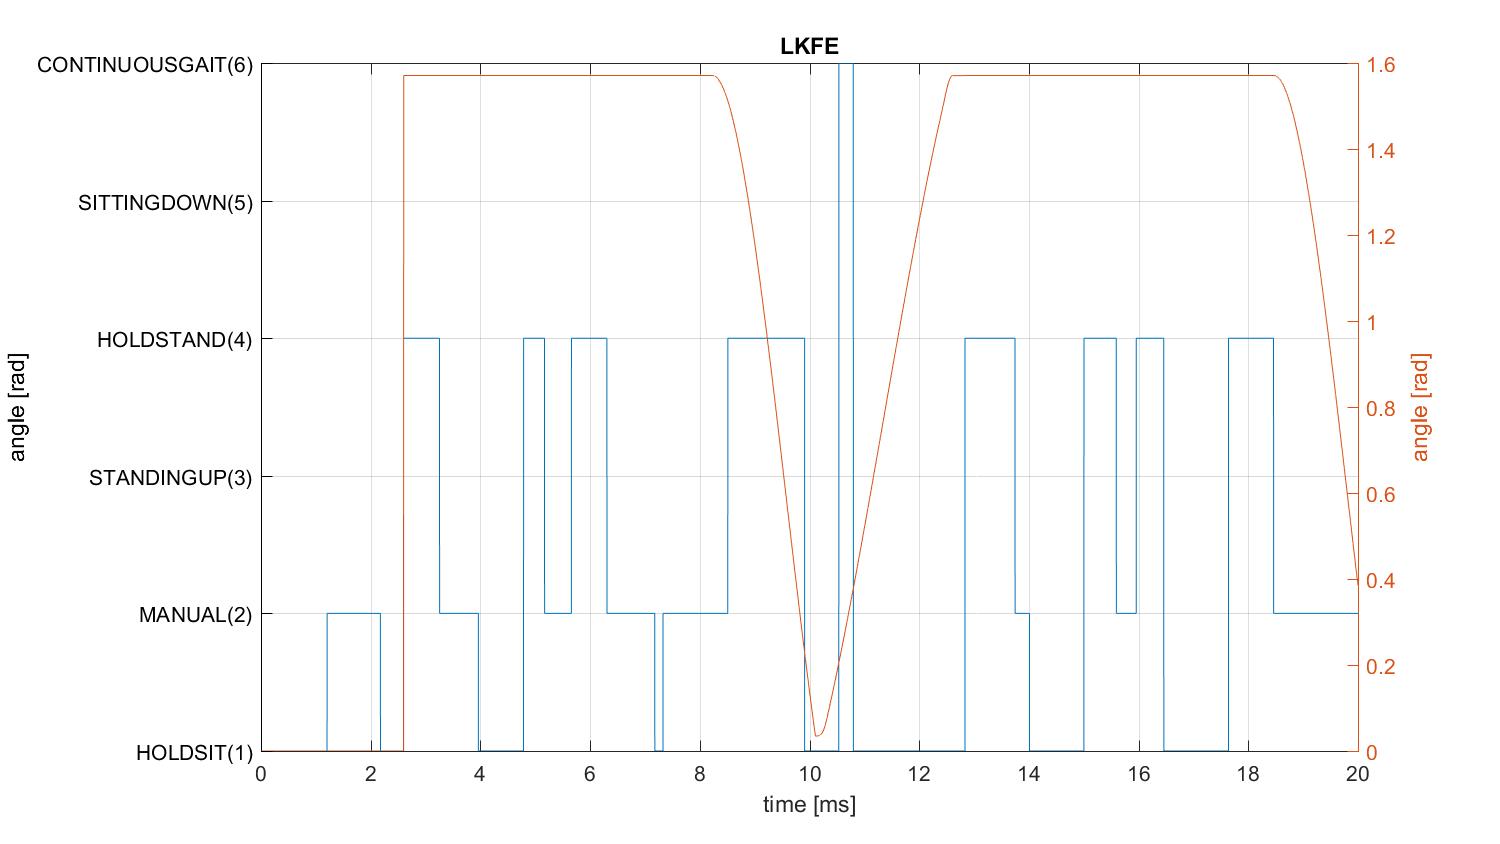 LKFE
CONTINUOUSGAIT(6)
SITTINGDOWN(5)
HOLDSTAND(4)
STANDINGUP(3)
MANUAL(2)
HOLDSIT(1)
angle [rad]
1.6
1.4
1.2
1
0.8
0.6
0.4
0.2
0
angle [rad]
0 2 4 6 8 10 12 14 16 18 20
time [ms]